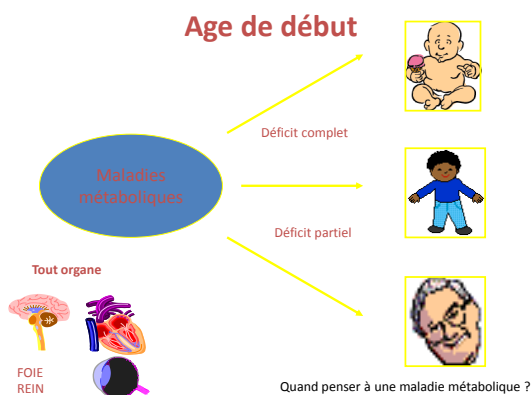 Age de début
Déficit complet
Maladies
métaboliques
Déficit partiel
Tout organe
FOIE
REIN
Quand penser à une maladie métabolique ?